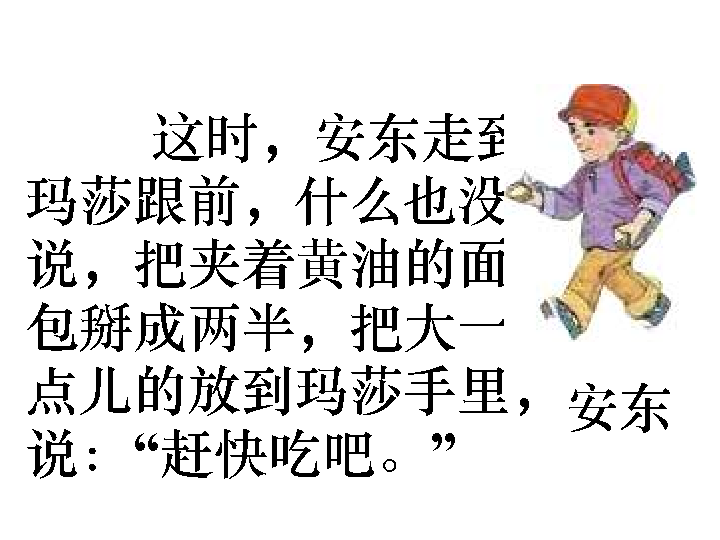 这时，安东走到
玛莎跟前，什么也没
说，把夹着黄油的面
包掰成两半，把大一
点儿的放到玛莎手里，
说：“赶快吃吧。”
安东